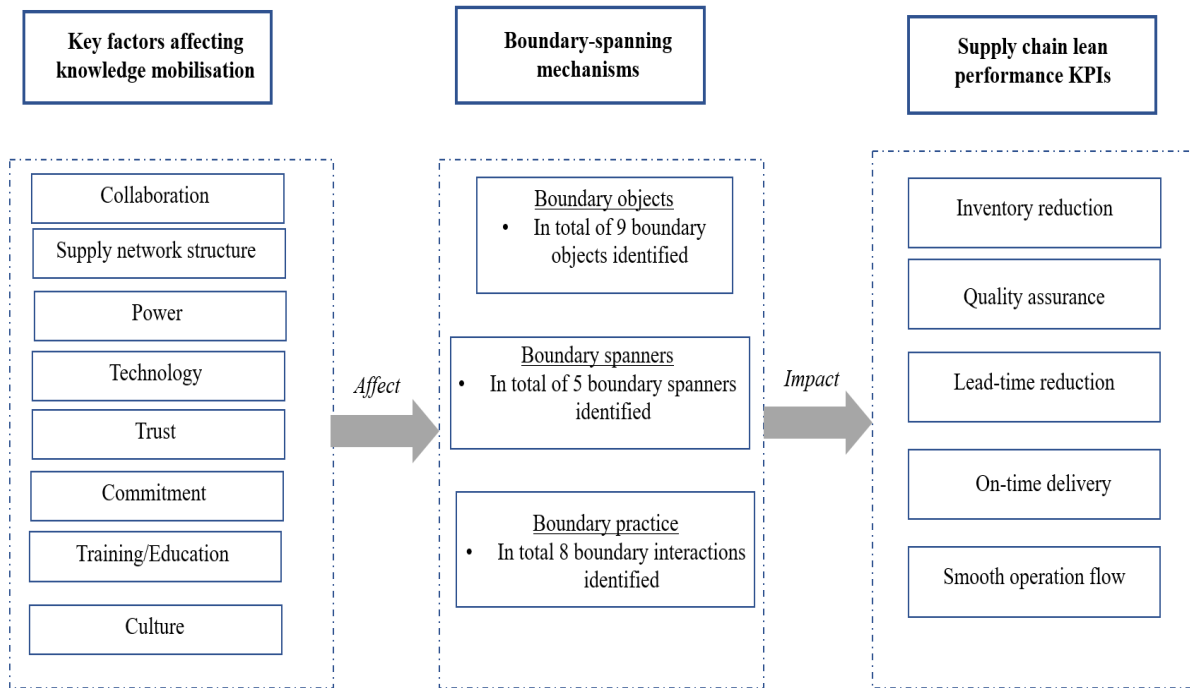 Key factors affecting
knowledge mobilisation
Boundary-spanning
mechanisms
Supply chain lean
performance KPIs
Collaboration
Supply network structure
Power
Technology
Trust
Commitment
Training/Education
Culture
Affect
Boundary objects
• In total of 9 boundary
objects identified
Boundary spanners
• In total of 5 boundary spanners
identified
Boundary practice
• In total 8 boundary interactions
identified
Impact
Inventory reduction
Quality assurance
Lead-time reduction
On-time delivery
Smooth operation flow